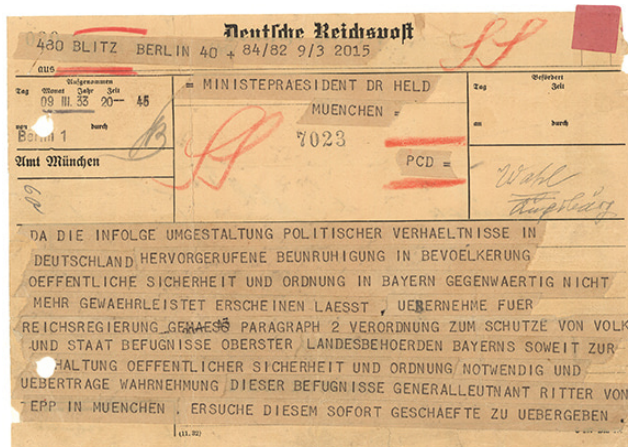 Deutsche Reichspost
480 BLITZ BERLIN 40 + 84/82 9/3 2015
aus
Aufgenommen
Tag Monat Jahr Zeit
09 III. 33 20— 45
von durch
Berlin 1
Amt München
= MINISTEPRAESIDENT DR HELD
MUENCHEN =
7023
PCD =
Befördert
Tag Zeit
an durch
Wahl
DA DIE INFOLGE UMGESTALTUNG POLITISCHER VERHAELTNISSE IN
DEUTSCHLAND HERVORGERUFENE BEUNRUHIGUNG IN BEVOELKERUNG
OEFFENTLICHE SICHERHEIT UND ORDNUNG IN BAYERN GEGENWAERTIG NICHT
MEHR GEWAEHRLEISTET ERSCHEINEN LAESST , UEBERNEHME FUER
REICHSREGIERUNG GEMAESS PARAGRAPH 2 VERORDNUNG ZUM SCHUTZE VON VOLK
UND STAAT BEFUGNISSE OBERSTER LANDESBEHOERDEN BAYERNS SOWEIT ZUR
HALTUNG OEFFENTLICHER SICHERHEIT UND ORDNUNG NOTWENDIG UND
UEBERTRAGE WAHRNEHMUNG DIESER BEFUGNISSE GENERALLEUTNANT RITTER VON
EPP IN MUENCHEN . ERSUCHE DIESEM SOFORT GESCHAEFTE ZU UEBERGEBEN .